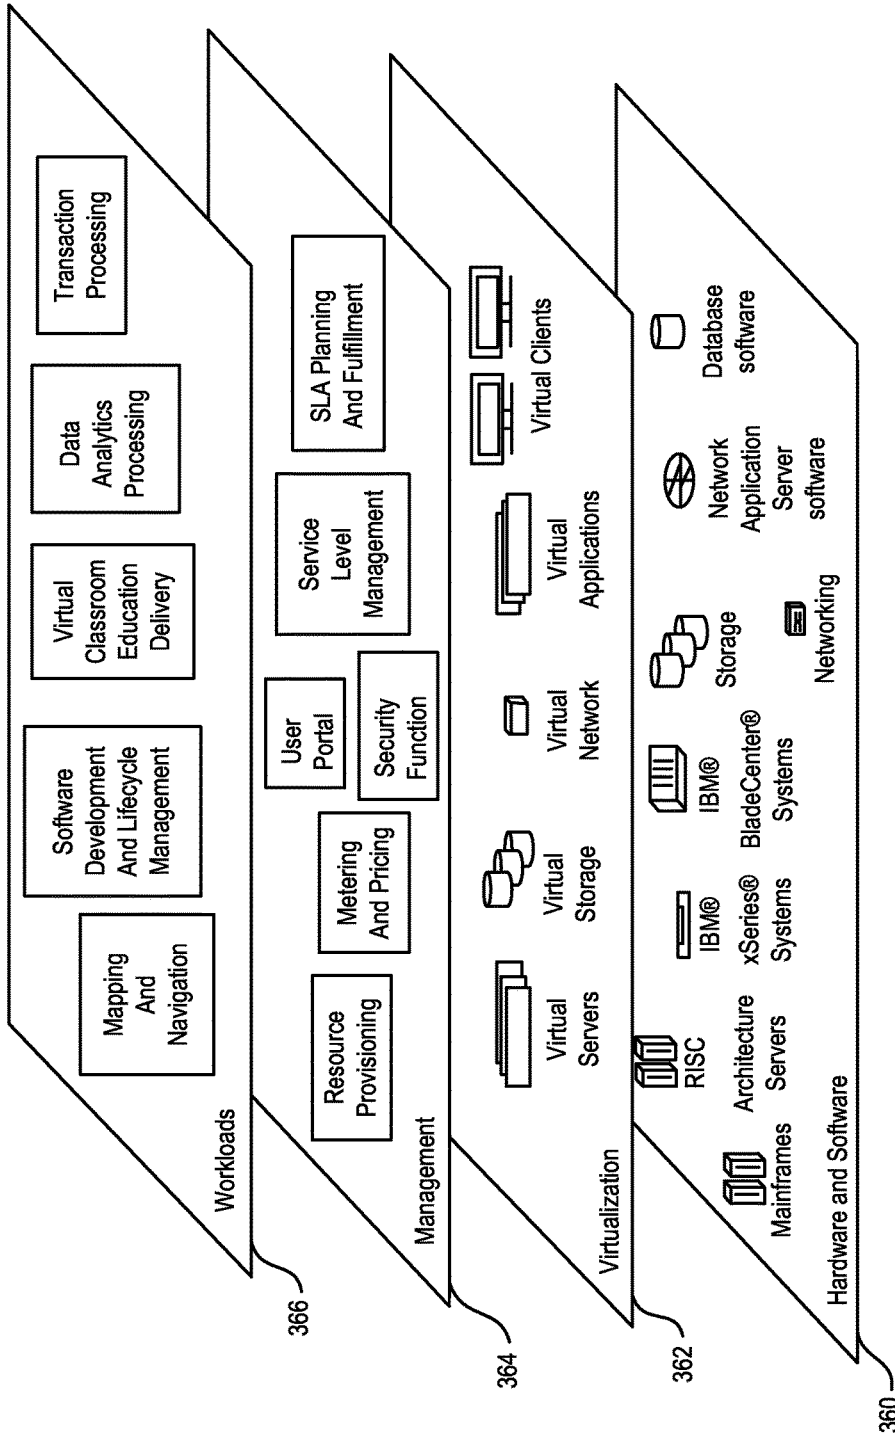 Mapping
And
Navigation
Software
Development
And Lifecycle
Management
Virtual
Classroom
Education
Delivery
Data
Analytics
Processing
Transaction
Processing
Workloads
366
Resource
Provisioning
Metering
And Pricing
User
Portal
Security
Function
Service
Level
Management
SLA Planning
And Fulfillment
Management
364
Virtual
Servers
Virtual
Storage
Virtual
Network
Virtual
Applications
Virtual Clients
Virtualization
362
Mainframes
RISC
Architecture
Servers
IBM®
xSeries®
Systems
IBM®
BladeCenter®
Systems
Storage
Networking
Network
Application
Server
software
Database
software
Hardware and Software
360